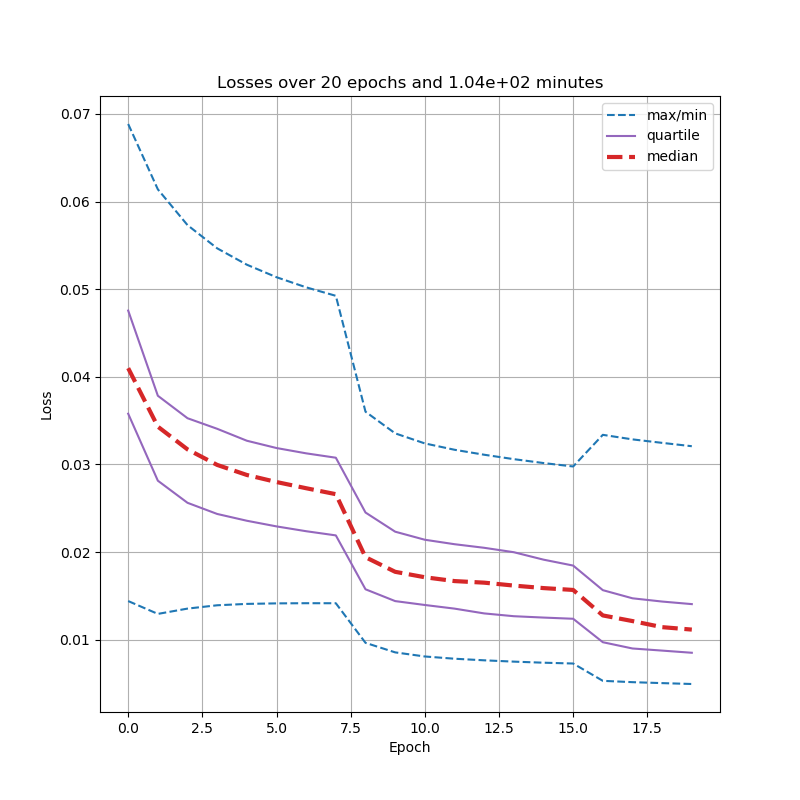 Losses over 20 epochs and 1.04e+02 minutes
max/min
quartile
median
0.07
0.06
0.05
0.04
0.03
0.02
0.01
Loss
0.0 2.5 5.0 7.5 10.0 12.5 15.0 17.5
Epoch